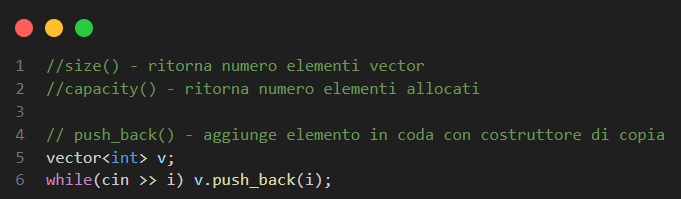 1 //size() - ritorna numero elementi vector
2 //capacity() - ritorna numero elementi allocati
3
4 // push_back() - aggiunge elemento in coda con costruttore di copia
5 vector<int> v;
6 while(cin >> i) v.push_back(i);